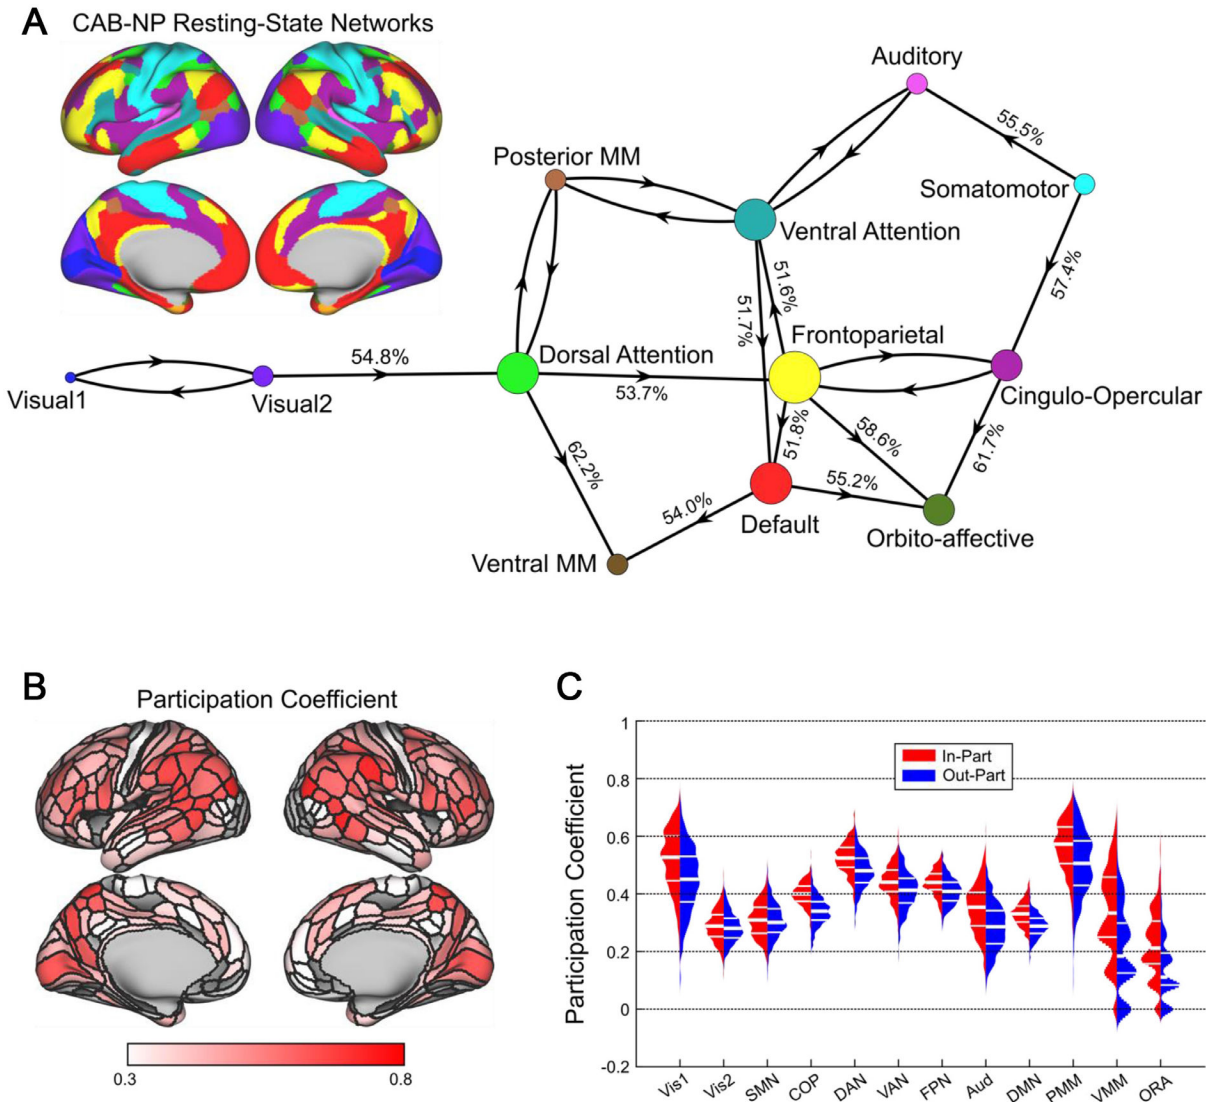 A
CAB-NP Resting-State Networks
Auditory
55.5%
Posterior MM
Somatomotor
Ventral Attention
57.4%
51.6%
51.7%
Frontoparietal
Dorsal Attention
54.8%
53.7%
Visual1
Visual2
Cingulo-Opercular
51.8%
58.6%
61.7%
62.2%
55.2%
54.0%
Default
Orbito-affective
Ventral MM
B
Participation Coefficient
0.3
0.8
C
Participation Coefficient
1
0.8
0.6
0.4
0.2
0
-0.2
In-Part
Out-Part
Vis1
Vis2
SMN
COP
DAN
VAN
FPN
Aud
DMN
PMM
VMM
ORA